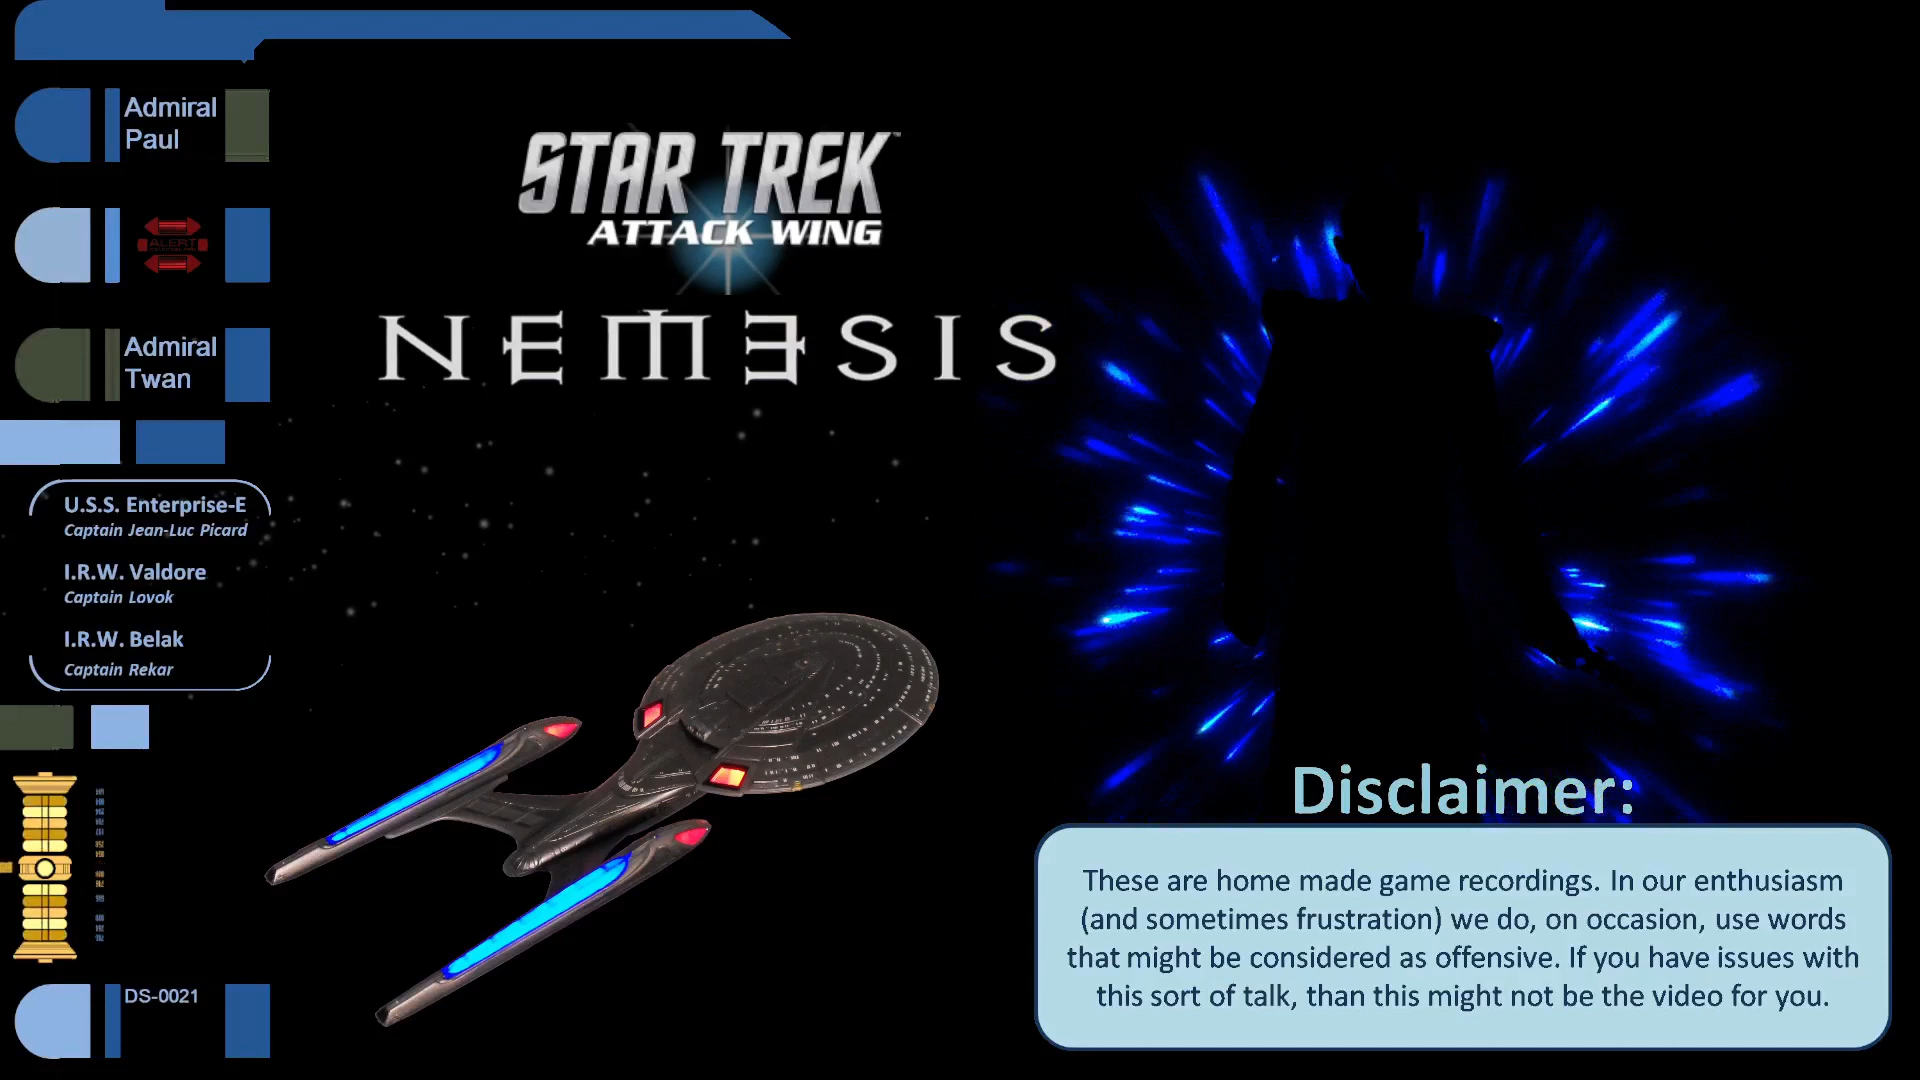 Admiral
Paul
ALERT
Admiral
Twan
U.S.S. Enterprise-E
Captain Jean-Luc Picard
I.R.W. Valdore
Captain Lovok
I.R.W. Belak
Captain Rekar
DS-0021
STAR TREK™
ATTACK WING
NEMESIS
Disclaimer:
These are home made game recordings. In our enthusiasm
(and sometimes frustration) we do, on occasion, use words
that might be considered as offensive. If you have issues with
this sort of talk, than this might not be the video for you.